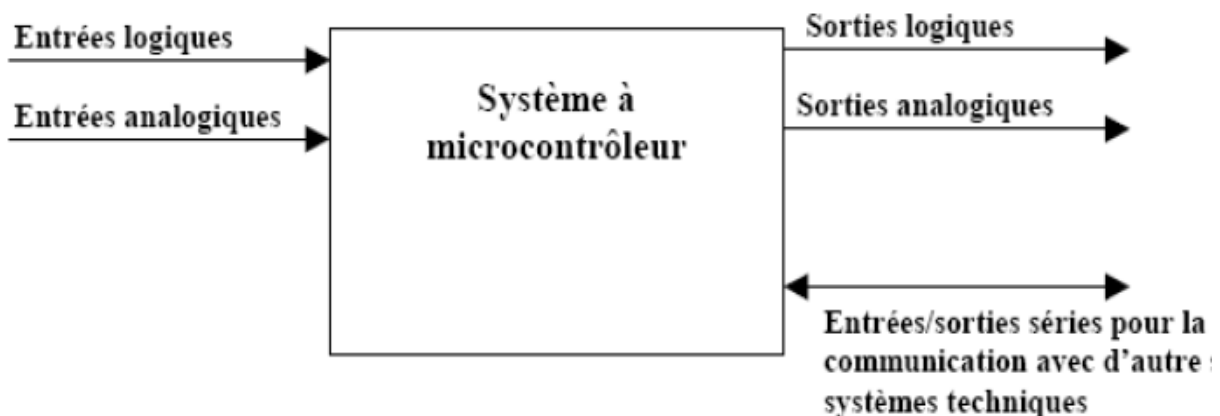 Entrées logiques
Entrées analogiques
Système à
microcontrôleur
Sorties logiques
Sorties analogiques
Entrées/sorties séries pour la
communication avec d'autre s
systèmes techniques